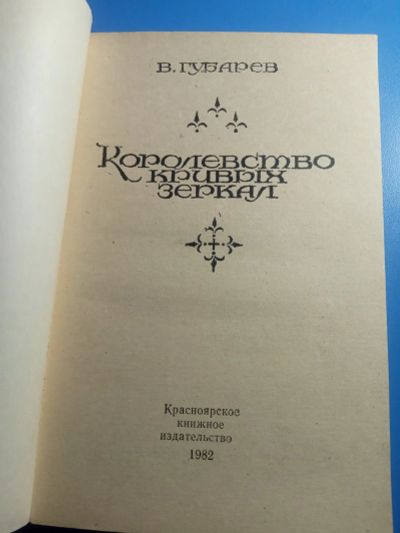 В. ГУБАРЕВ
КОРОЛЕВСТВО
КРИВЫХ
ЗЕРКАЛ
Красноярское
книжное
издательство
1982